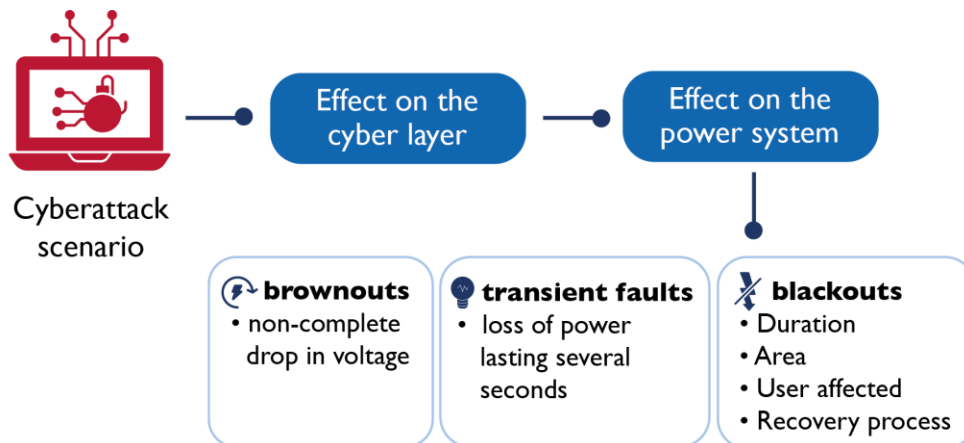 Cyberattack
scenario
Effect on the
cyber layer
Effect on the
power system
brownouts
• non-complete
drop in voltage
transient faults
• loss of power
lasting several
seconds
blackouts
• Duration
• Area
• User affected
• Recovery process